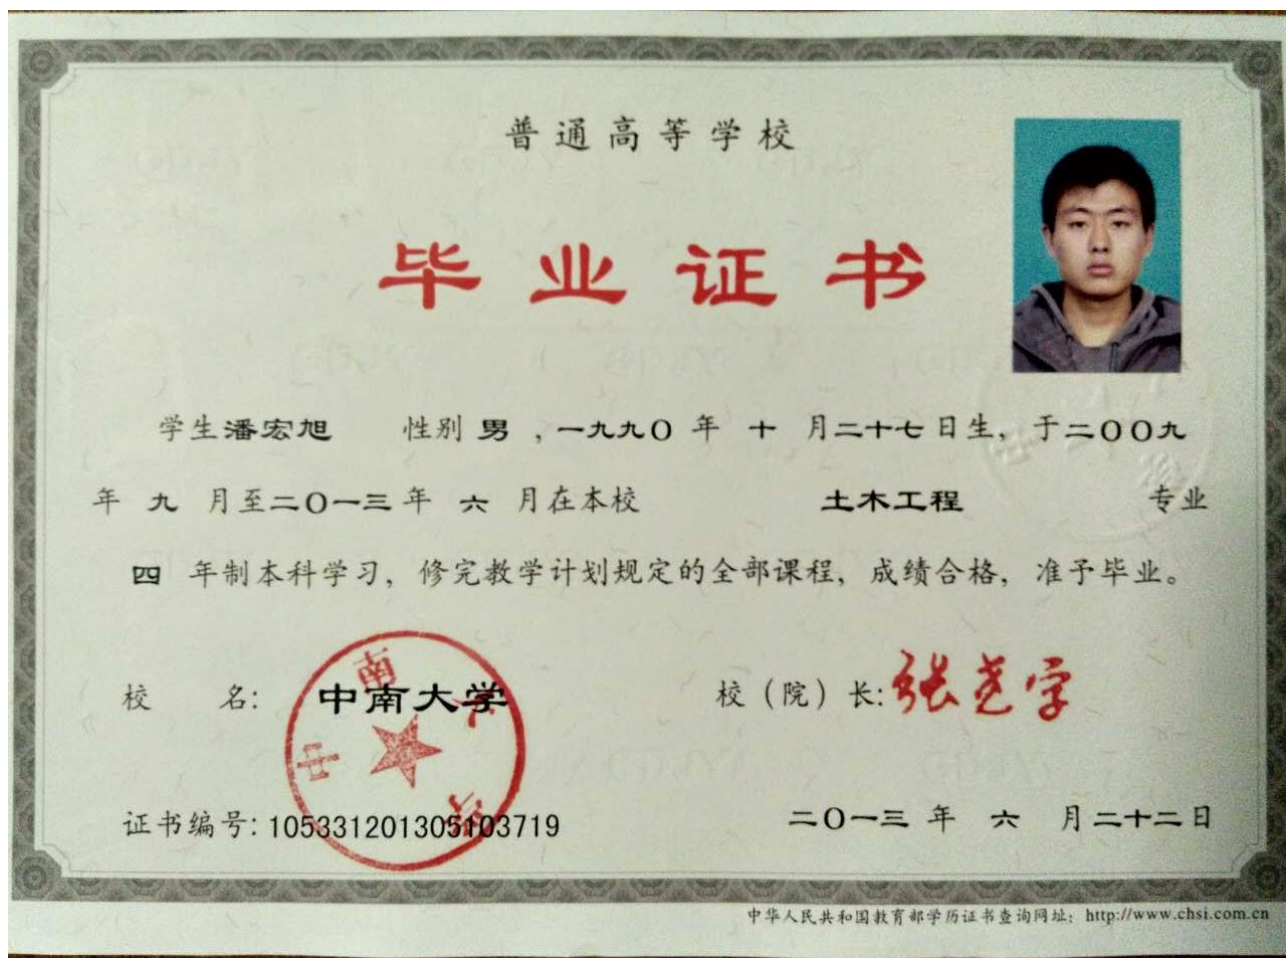 普通高等学校
毕业证书
学生潘宏旭 性别 男 ,一九九〇 年 十 月二十七日生, 于二〇〇九
年 九 月至二〇一三年 六 月在本校 土木工程 专业
四 年制本科学习, 修完教学计划规定的全部课程, 成绩合格, 准予毕业。
校 名: 中南大学 校（院）长: 张尧学
中南大学
证书编号: 105331201305103719 二〇一三 年 六 月二十二日
中华人民共和国教育部学历证书查询网址: http://www.chsi.com.cn